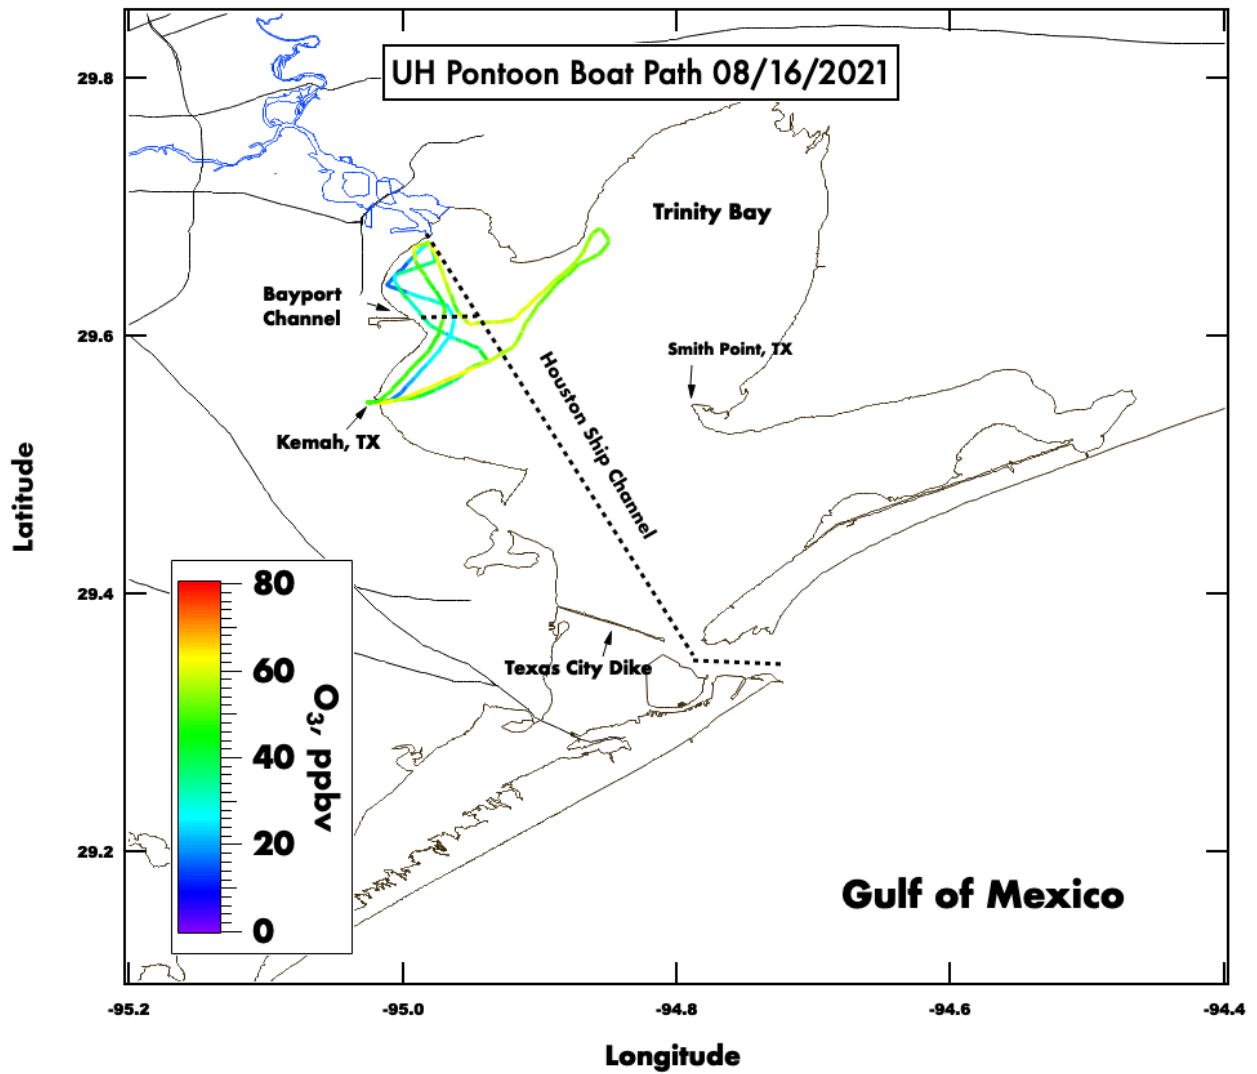 UH Pontoon Boat Path 08/16/2021
29.8
29.6
29.4
29.2
Latitude
Trinity Bay
Bayport
Channel
Smith Point, TX
Kemah, TX
Houston Ship Channel
Texas City Dike
80
60
40
20
0
O3, ppbv
Gulf of Mexico
-95.2
-95.0
-94.8
-94.6
-94.4
Longitude